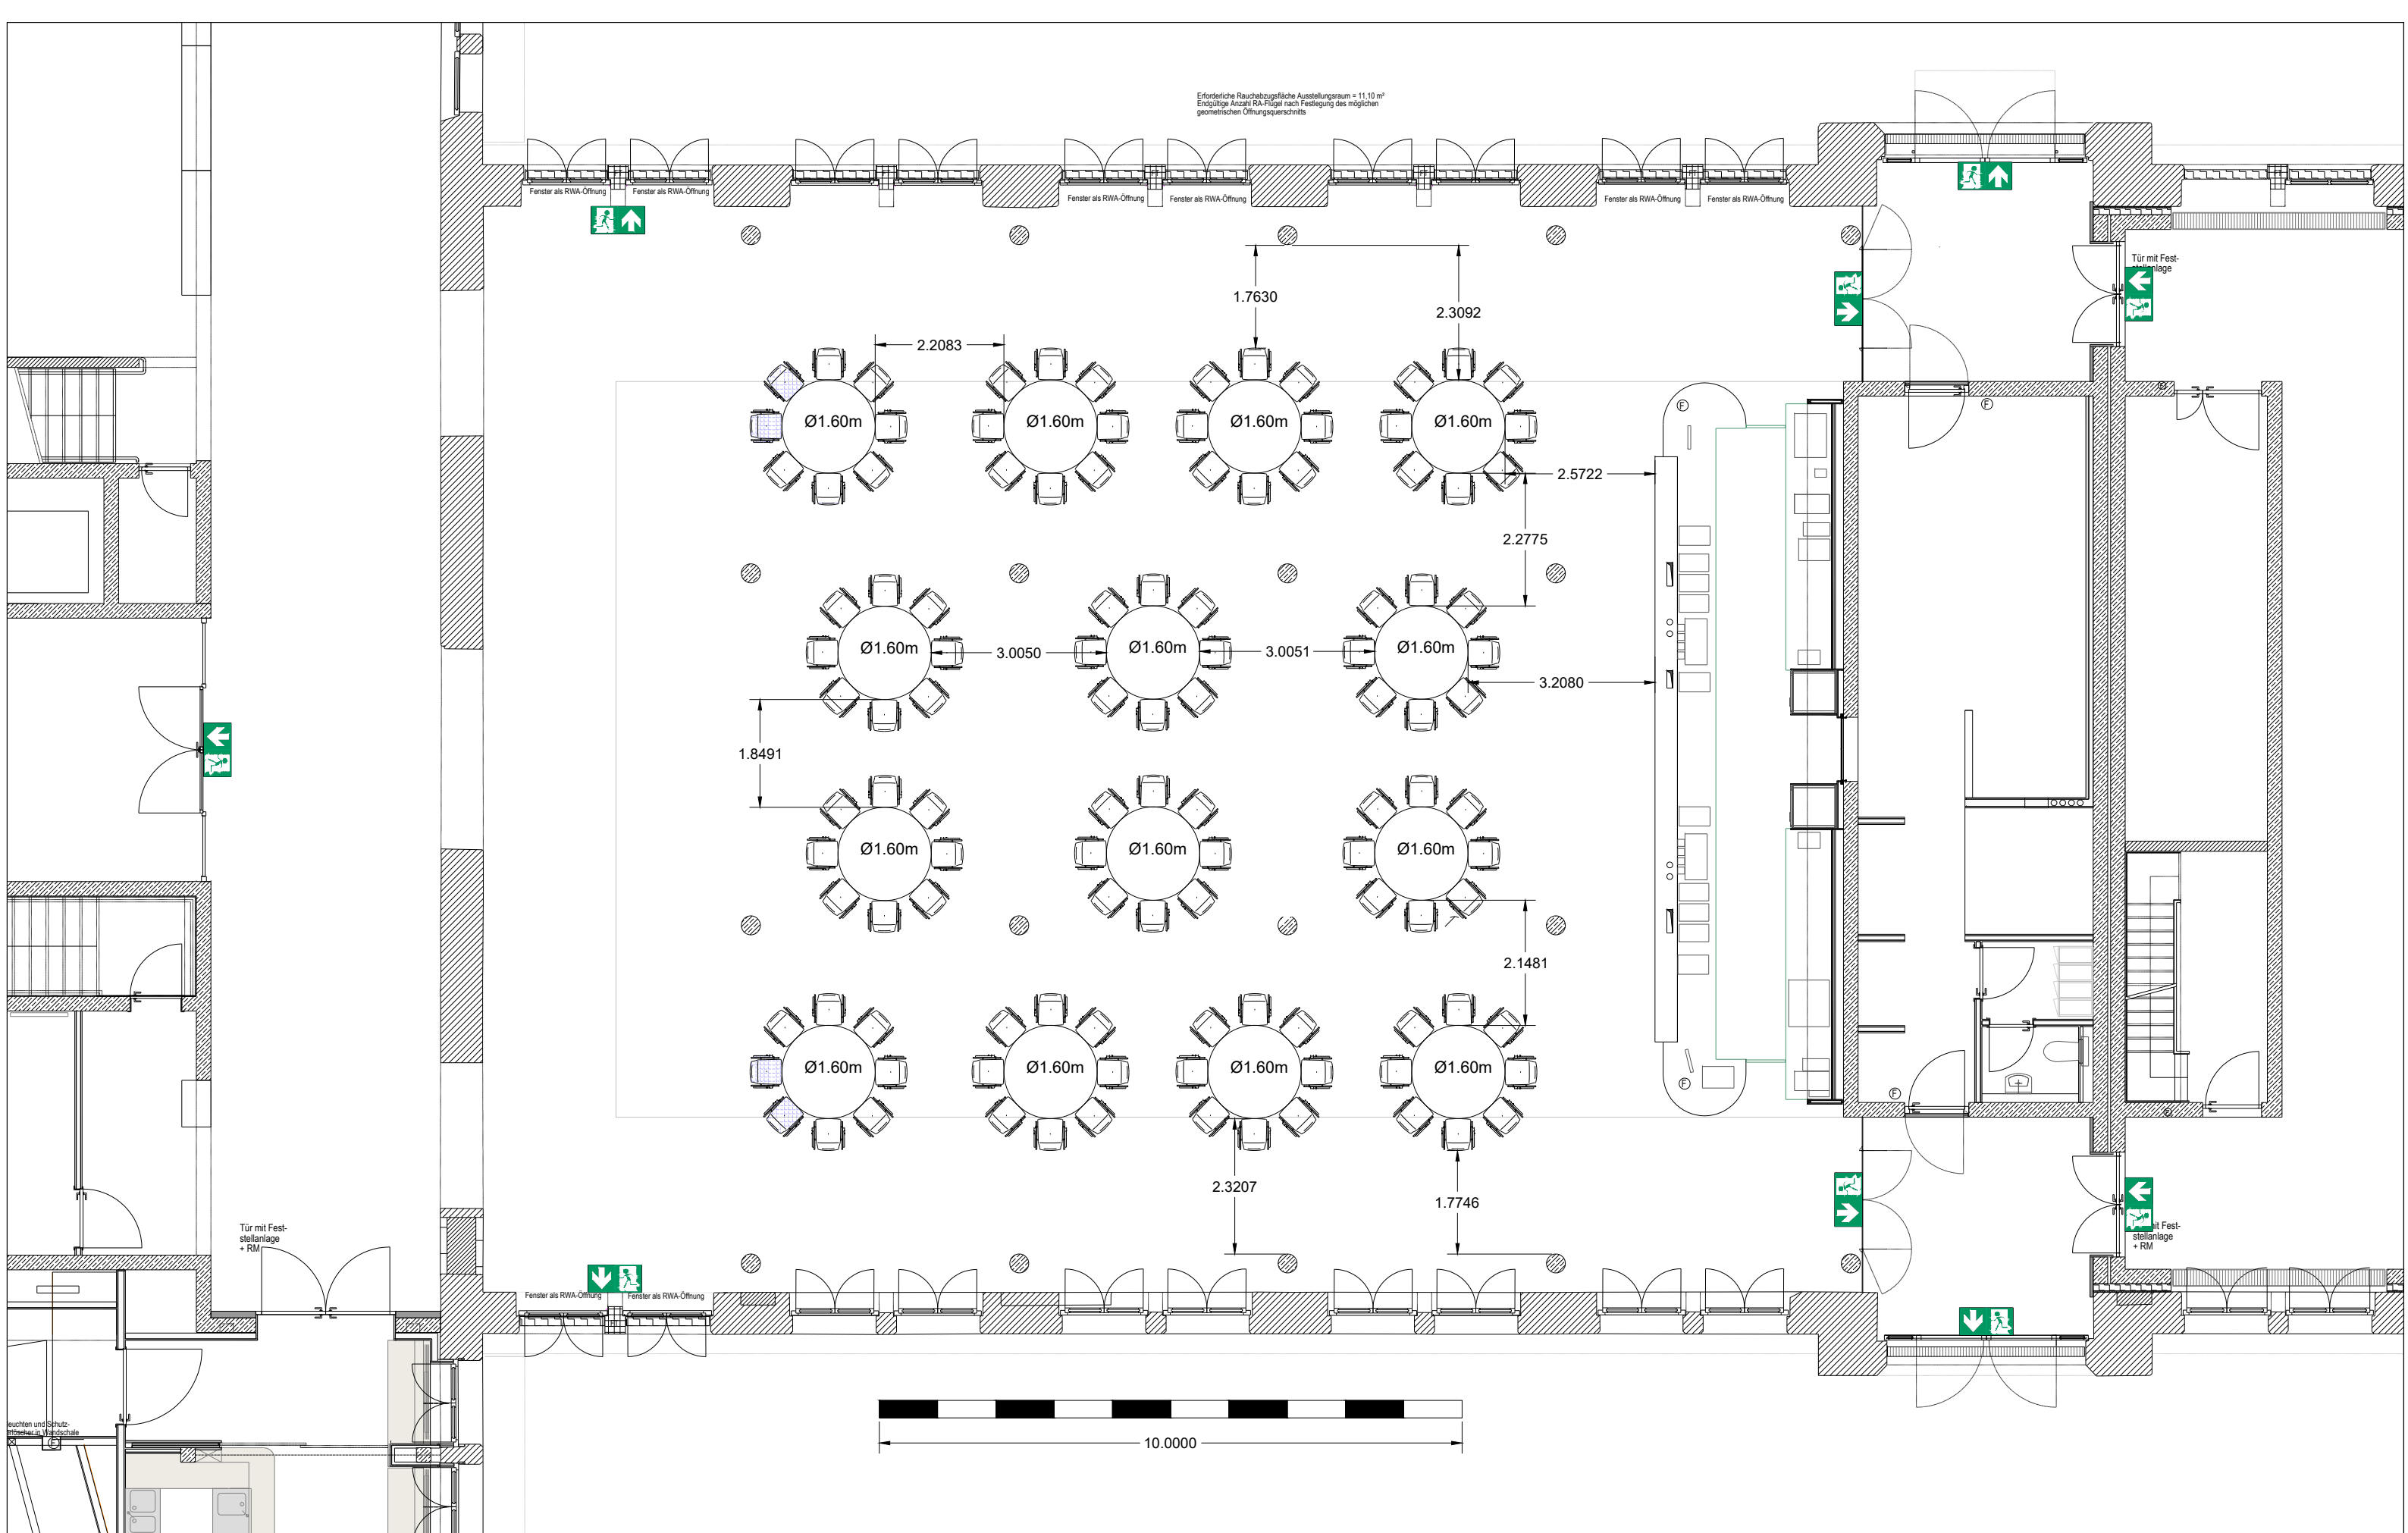 Erforderliche Rauchabzugsfläche Ausstellungsraum = 11,10 m²
Endgültige Anzahl RA-Flügel nach Festlegung des möglichen
geometrischen Öffnungsquerschnitts
Fenster als RWA-Öffnung
Fenster als RWA-Öffnung
Fenster als RWA-Öffnung
Fenster als RWA-Öffnung
Fenster als RWA-Öffnung
Fenster als RWA-Öffnung
Tür mit Fest-
1.7630
2.3092
2.2083
F
F
Ø1.60m
Ø1.60m
Ø1.60m
Ø1.60m
2.5722
2.2775
Ø1.60m
3.0050
Ø1.60m
3.0051
Ø1.60m
3.2080
1.8491
Ø1.60m
Ø1.60m
Ø1.60m
2.1481
Ø1.60m
Ø1.60m
Ø1.60m
Ø1.60m
F
F
2.3207
1.7746
Tür mit Fest-
stellanlage
+ RM
stellanlage
+ RM
Fenster als RWA-Öffnung
Fenster als RWA-Öffnung
10.0000